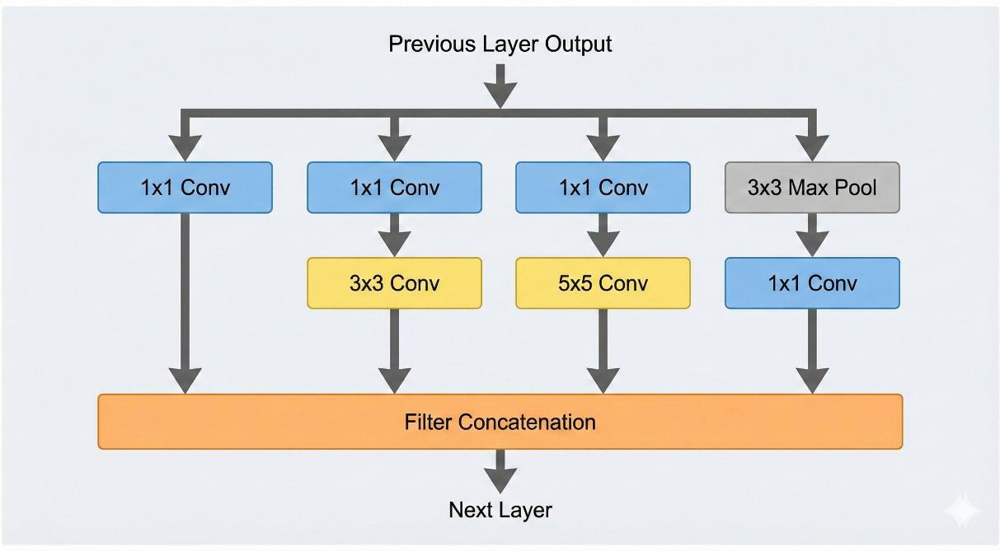 Previous Layer Output
1x1 Conv
1x1 Conv
1x1 Conv
3x3 Max Pool
3x3 Conv
5x5 Conv
1x1 Conv
Filter Concatenation
Next Layer